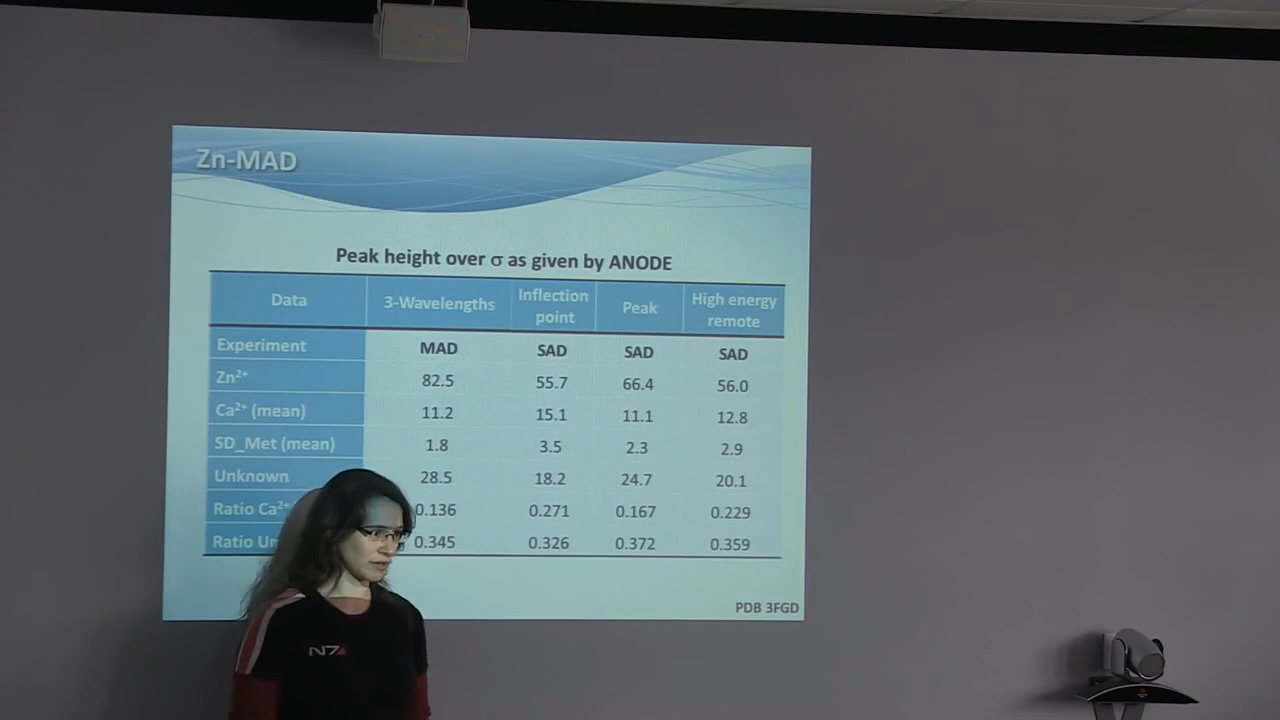 Zn-MAD
Peak height over σ as given by ANODE
Data 3-Wavelengths Inflection point Peak High energy remote
Experiment MAD SAD SAD SAD
Zn²⁺ 82.5 55.7 66.4 56.0
Ca²⁺ (mean) 11.2 15.1 11.1 12.8
SD_Met (mean) 1.8 3.5 2.3 2.9
Unknown 28.5 18.2 24.7 20.1
Ratio Ca²⁺ 0.136 0.271 0.167 0.229
Ratio 0.345 0.326 0.372 0.359
PDB 3FGD
N7